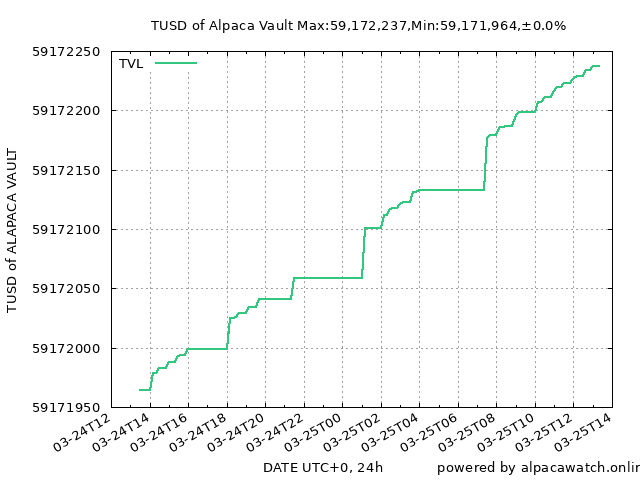 TUSD of Alpaca Vault Max:59,172,237,Min:59,171,964,±0.0%
TVL
59172250
59172200
59172150
59172100
59172050
59172000
59171950
TUSD of ALAPACA VAULT
03-24T12
03-24T14
03-24T16
03-24T18
03-24T20
03-24T22
03-25T00
03-25T02
03-25T04
03-25T06
03-25T08
03-25T10
03-25T12
03-25T14
DATE UTC+0, 24h
powered by alpacawatch.onlin